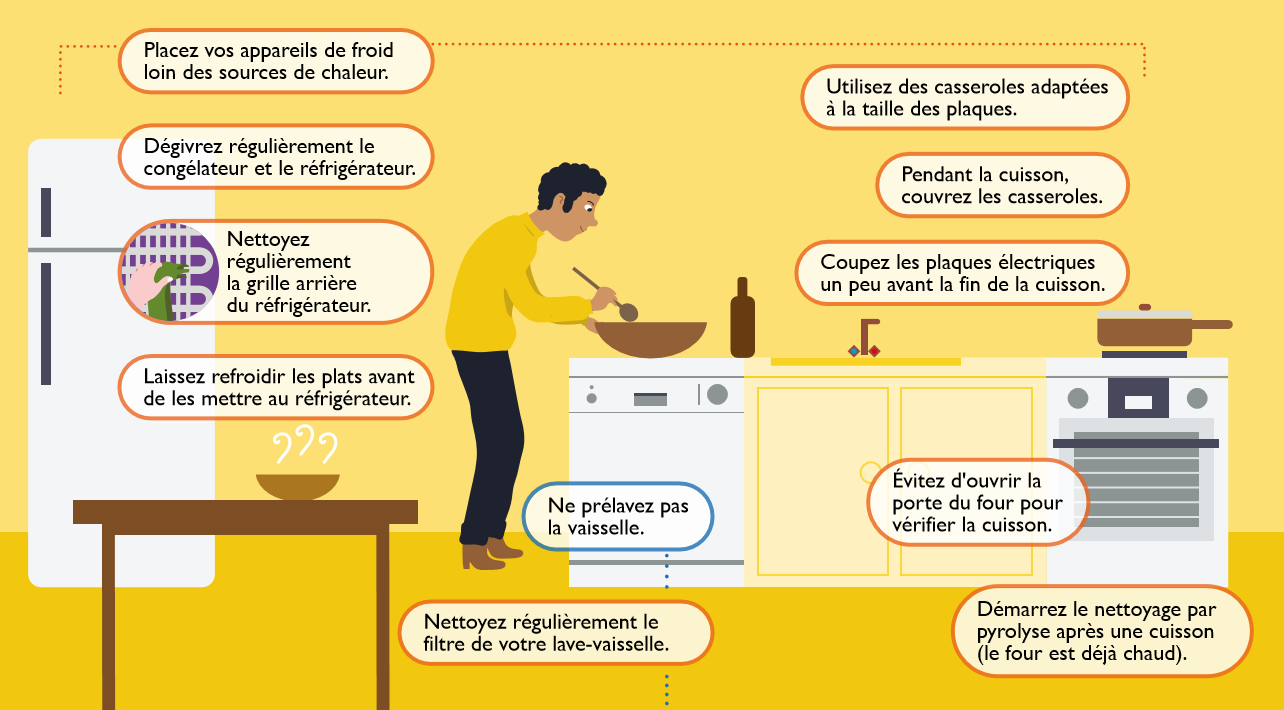 Placez vos appareils de froid
loin des sources de chaleur.
Dégivrez régulièrement le
congélateur et le réfrigérateur.
Nettoyez
régulièrement
la grille arrière
du réfrigérateur.
Laissez refroidir les plats avant
de les mettre au réfrigérateur.
Utilisez des casseroles adaptées
à la taille des plaques.
Pendant la cuisson,
couvrez les casseroles.
Coupez les plaques électriques
un peu avant la fin de la cuisson.
Évitez d'ouvrir la
porte du four pour
vérifier la cuisson.
Ne prélavez pas
la vaisselle.
Nettoyez régulièrement le
filtre de votre lave-vaisselle.
Démarrez le nettoyage par
pyrolyse après une cuisson
(le four est déjà chaud).